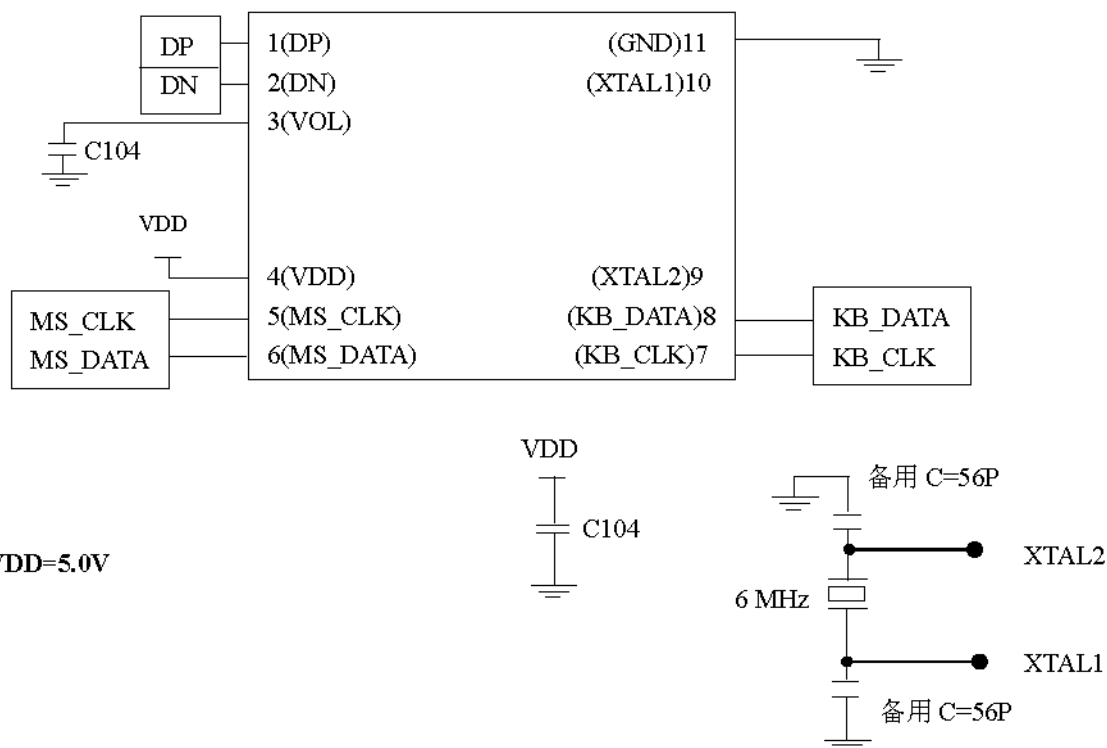 DP
DN
1(DP)
2(DN)
3(VOL)
(GND)11
(XTAL1)10
C104
VDD
4(VDD)
5(MS_CLK)
6(MS_DATA)
(XTAL2)9
(KB_DATA)8
(KB_CLK)7
MS_CLK
MS_DATA
KB_DATA
KB_CLK
VDD
C104
VDD=5.0V
备用 C=56P
XTAL2
6 MHz
XTAL1
备用 C=56P